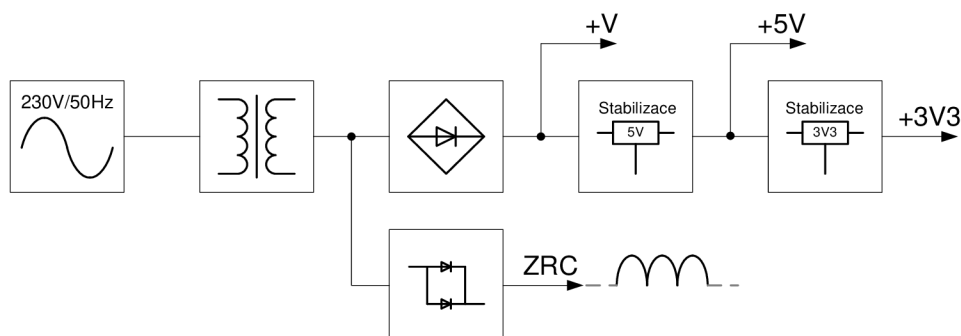 +V
+5V
230V/50Hz
Stabilizace
5V
Stabilizace
3V3
+3V3
ZRC